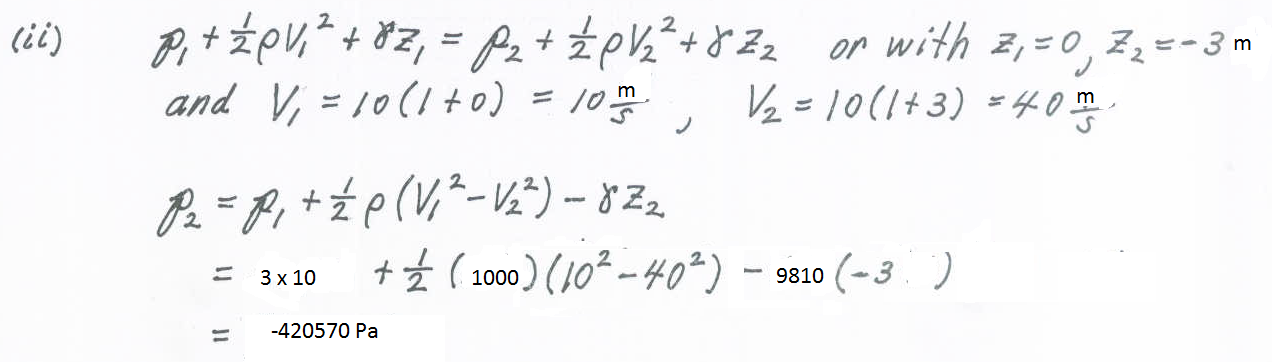 (ii) p₁ + ½ρV₁² + γz₁ = p₂ + ½ρV₂² + γz₂ or with z₁=0, z₂=-3 m
and V₁ = 10(1+0) = 10 m/s , V₂ = 10(1+3) = 40 m/s
p₂ = p₁ + ½ρ(V₁²-V₂²) - γz₂
= 3 x 10 + ½ (1000)(10²-40²) - 9810 (-3 )
= -420570 Pa